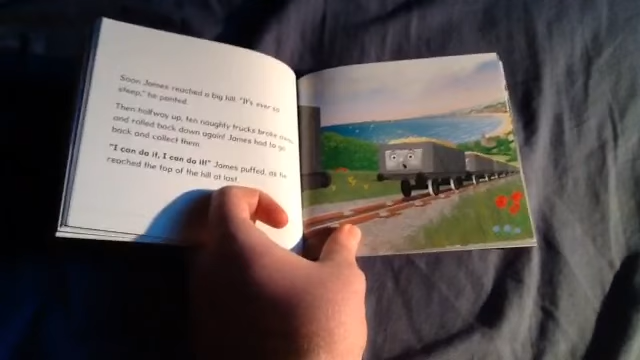 Soon James reached a big hill. "It's ever so
steep," he panted.
Then halfway up, ten naughty trucks broke away
and rolled back down again! James had to go
back and collect them.
"I can do it, I can do it!" James puffed, as he
reached the top of the hill at last.